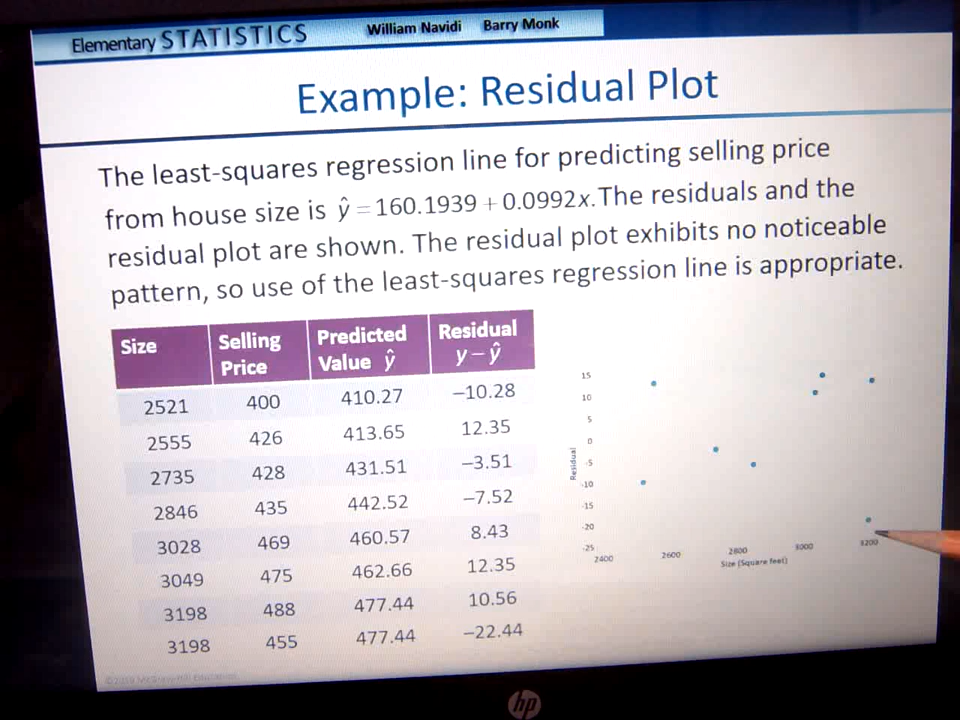 Elementary STATISTICS William Navidi Barry Monk
Example: Residual Plot
The least-squares regression line for predicting selling price
from house size is ŷ = 160.1939 + 0.0992x. The residuals and the
residual plot are shown. The residual plot exhibits no noticeable
pattern, so use of the least-squares regression line is appropriate.
Size Selling Price Predicted Value ŷ Residual y − ŷ
2521 400 410.27 −10.28
2555 426 413.65 12.35
2735 428 431.51 −3.51
2846 435 442.52 −7.52
3028 469 460.57 8.43
3049 475 462.66 12.35
3198 488 477.44 10.56
3198 455 477.44 −22.44
15
10
5
0
-5
-10
-15
-20
-25
Residual
2400 2600 2800 3000 3200
Size (Square feet)
hp